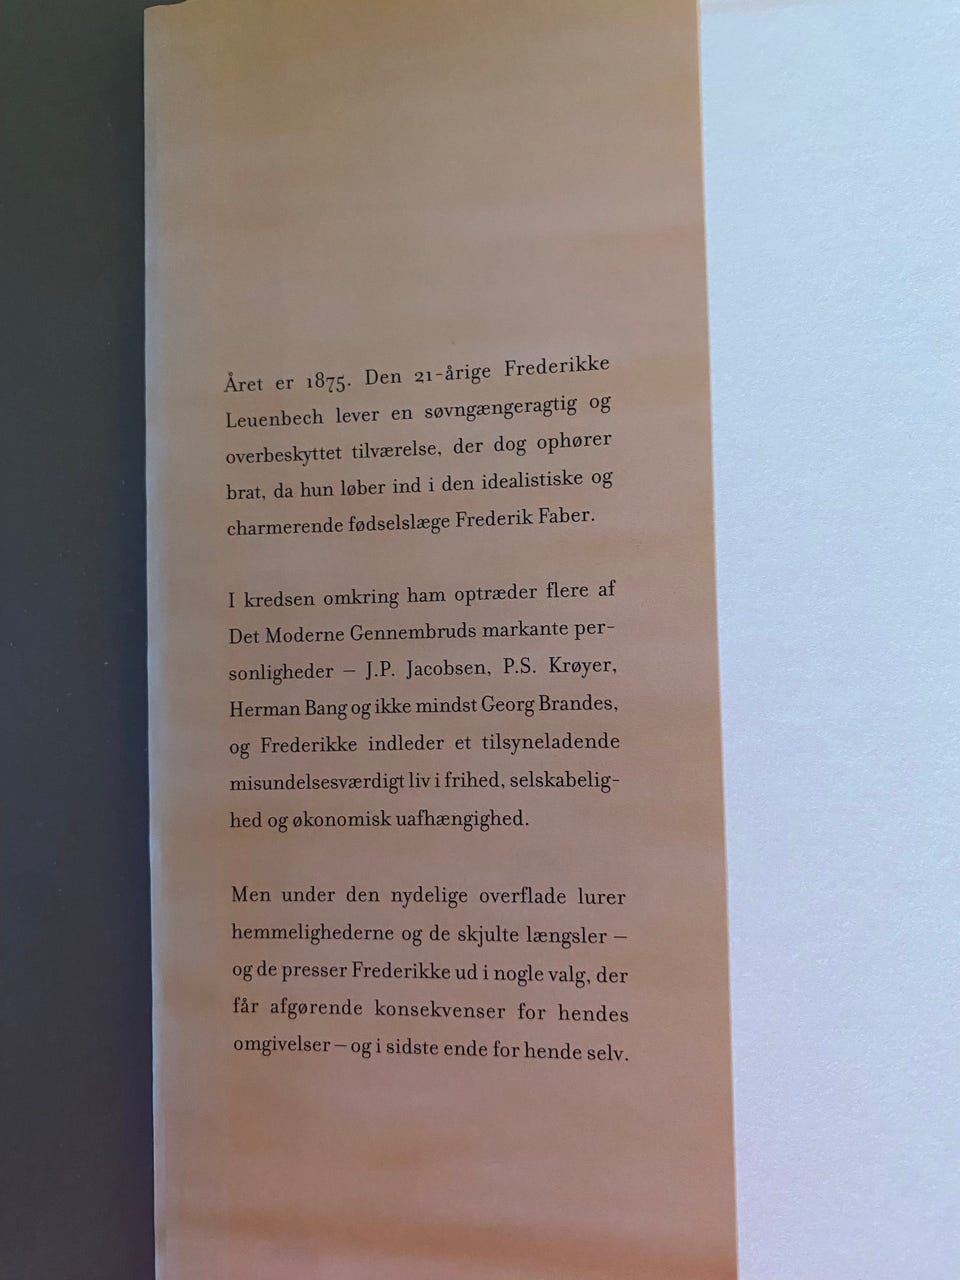 Året er 1875. Den 21-årige Frederikke
Leuenbech lever en søvngængeragtig og
overbeskyttet tilværelse, der dog ophører
brat, da hun løber ind i den idealistiske og
charmerende fødselslæge Frederik Faber.
I kredsen omkring ham optræder flere af
Det Moderne Gennembruds markante per-
sonligheder – J.P. Jacobsen, P.S. Krøyer,
Herman Bang og ikke mindst Georg Brandes,
og Frederikke indleder et tilsyneladende
misundelsesværdigt liv i frihed, selskabelig-
hed og økonomisk uafhængighed.
Men under den nydelige overflade lurer
hemmelighederne og de skjulte længsler –
og de presser Frederikke ud i nogle valg, der
får afgørende konsekvenser for hendes
omgivelser – og i sidste ende for hende selv.